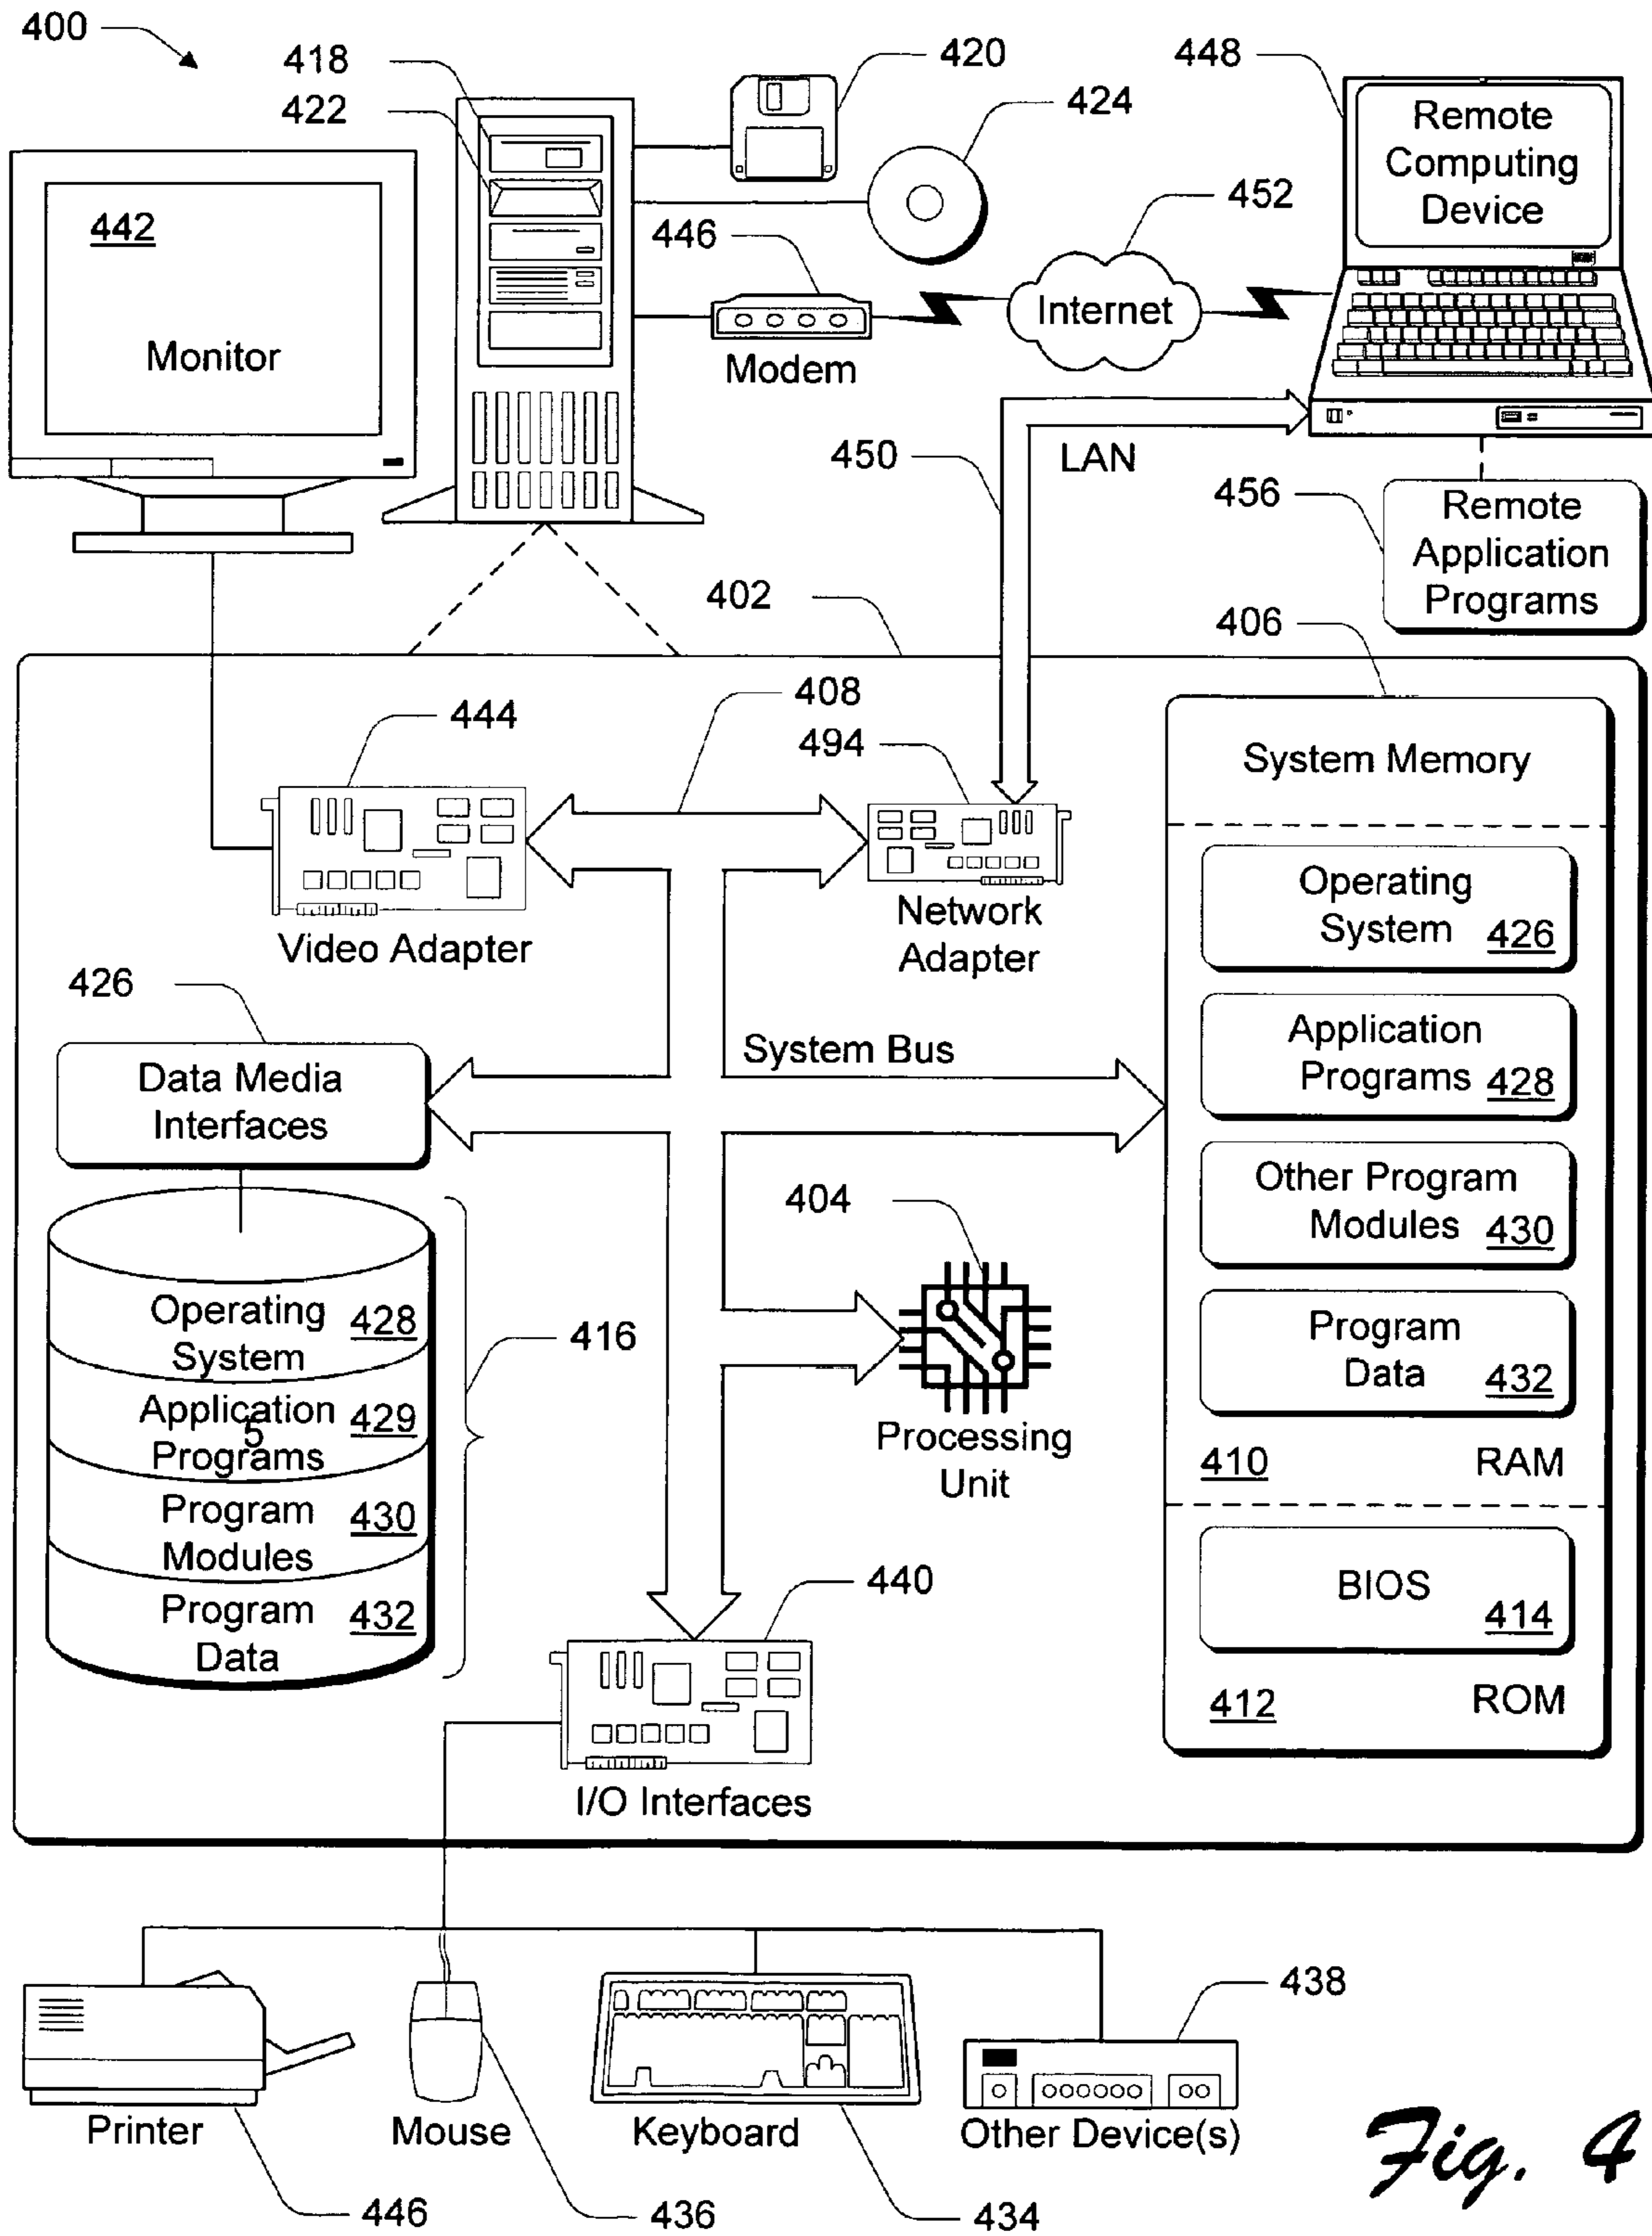 400
418
422
420
424
448
Remote
Computing
Device
442
Monitor
446
Modem
452
Internet
450
LAN
456
Remote
Application
Programs
402
406
408
444
494
Video Adapter
Network
Adapter
System Memory
Operating
System 426
Application
Programs 428
Other Program
Modules 430
Program
Data 432
410 RAM
BIOS
414
412 ROM
426
Data Media
Interfaces
System Bus
404
Processing
Unit
Operating
System 428
Application
5
Programs 429
Program
Modules 430
Program
Data 432
416
440
I/O Interfaces
Printer
446
Mouse
436
Keyboard
434
438
Other Device(s)
Fig. 4